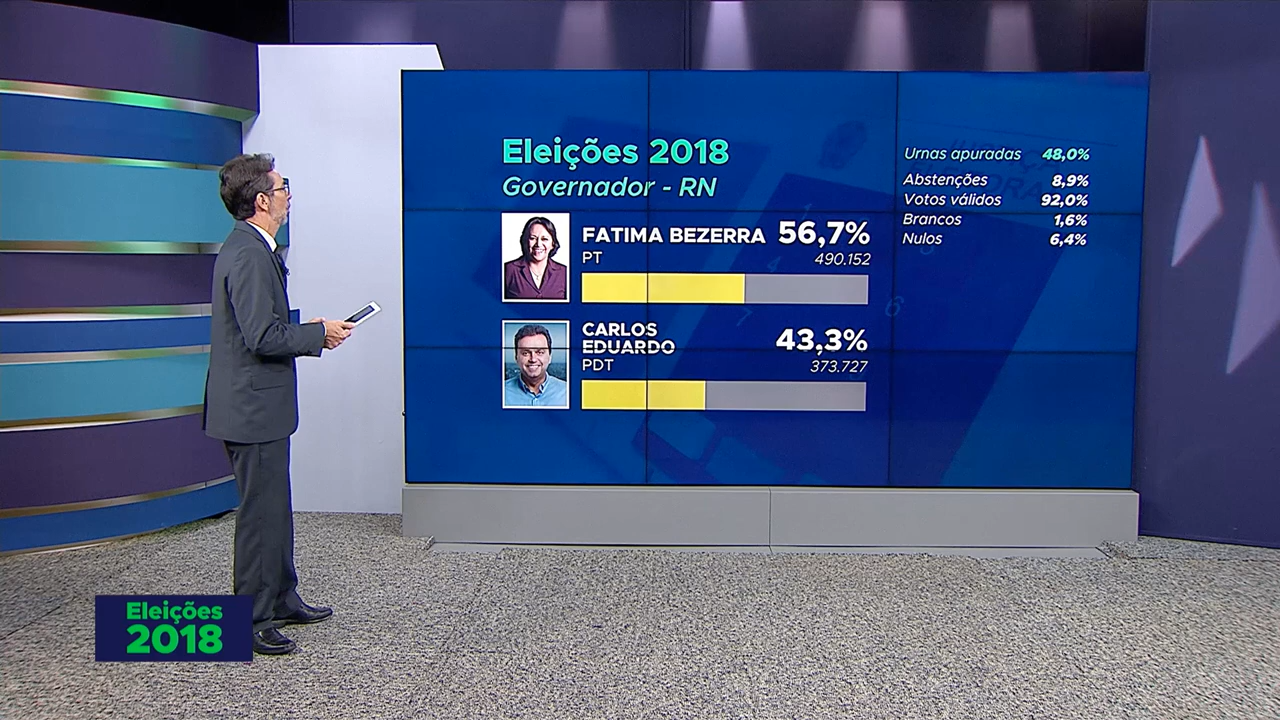 Eleições 2018
Governador - RN
FATIMA BEZERRA 56,7%
PT 490.152
CARLOS
EDUARDO 43,3%
PDT 373.727
Urnas apuradas 48,0%
Abstenções 8,9%
Votos válidos 92,0%
Brancos 1,6%
Nulos 6,4%
Eleições
2018